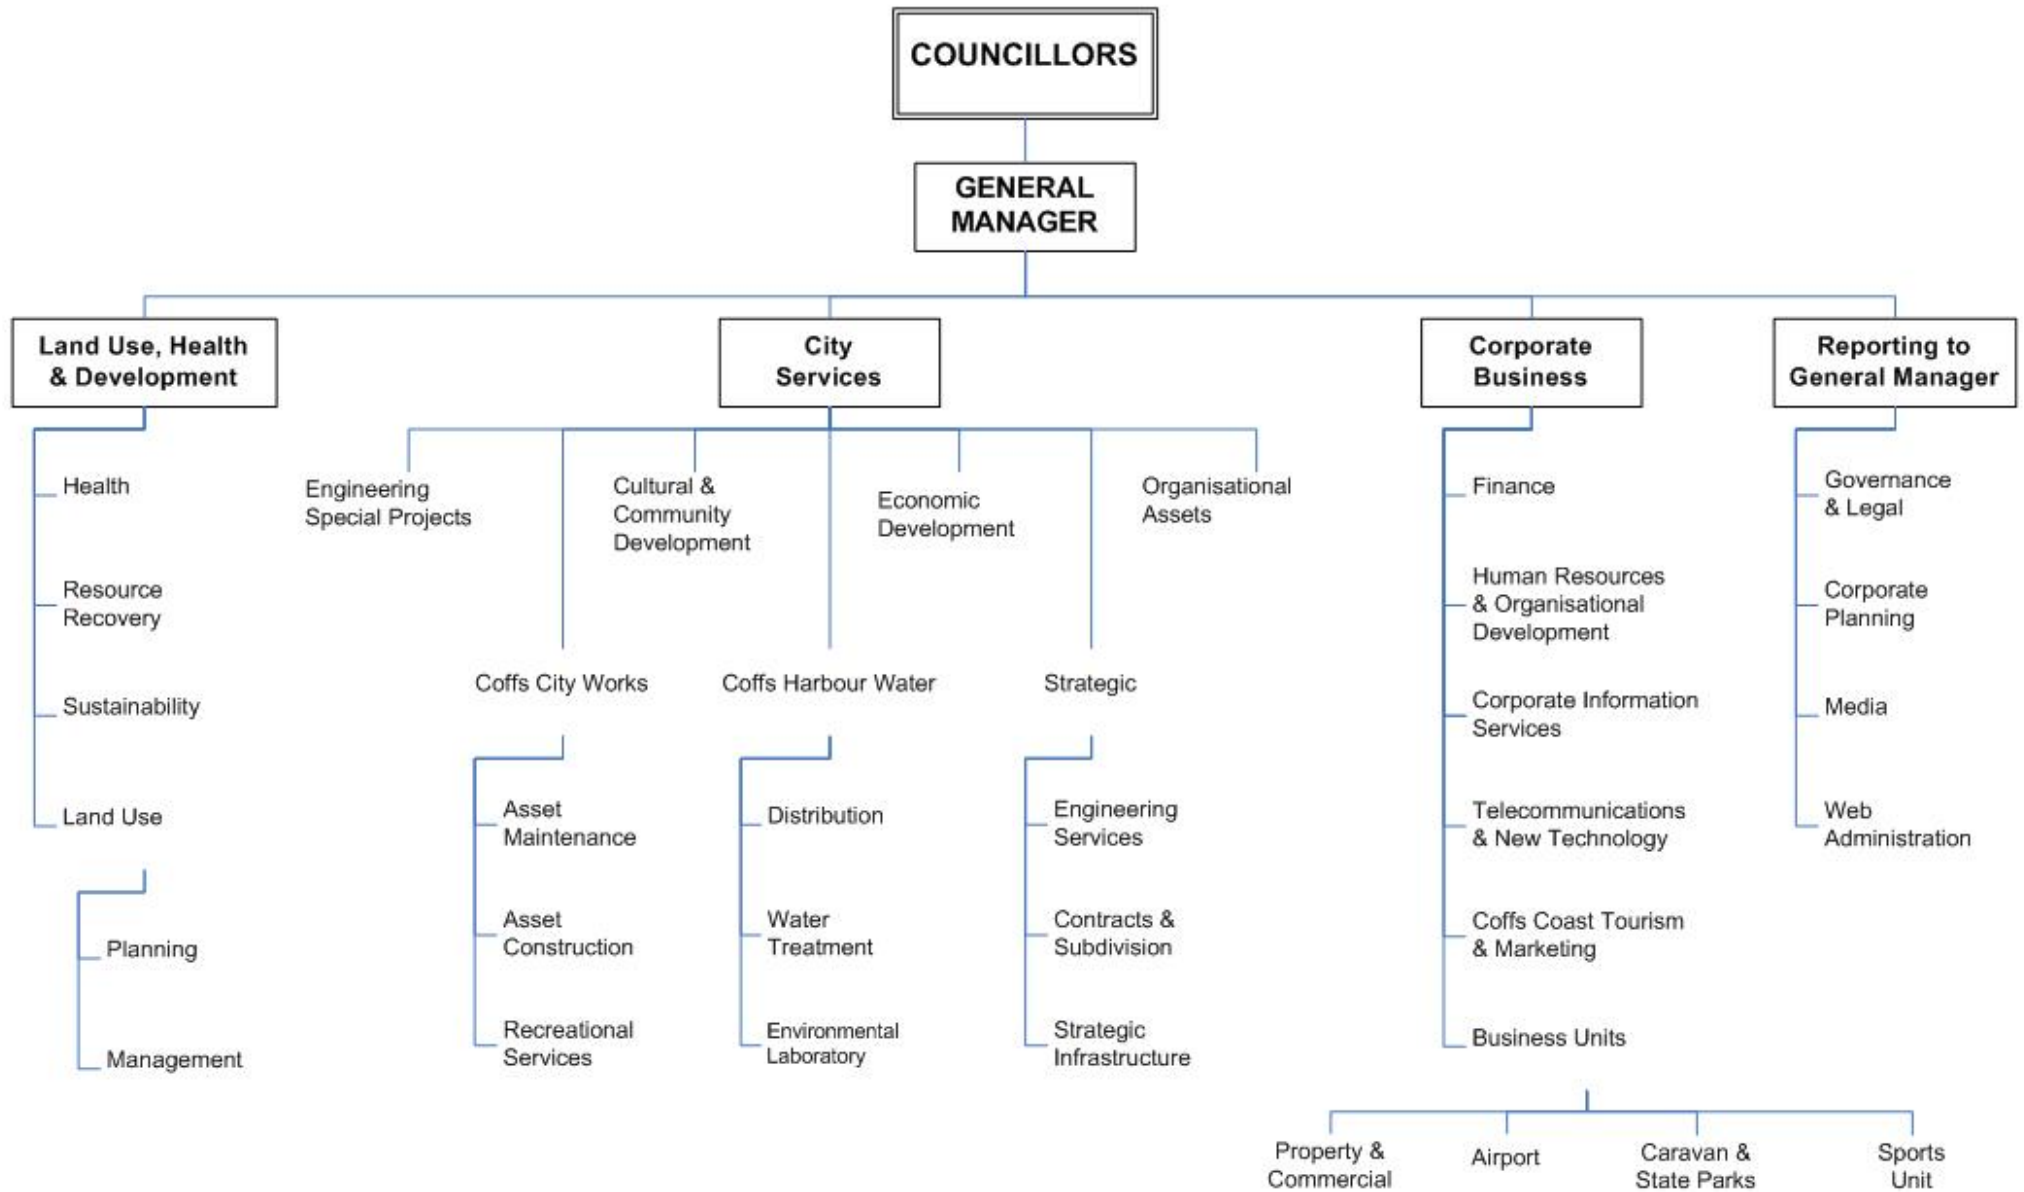 COUNCILLORS
GENERAL
MANAGER
Land Use, Health
& Development
City
Services
Corporate
Business
Reporting to
General Manager
Health
Resource
Recovery
Sustainability
Land Use
Planning
Management
Engineering
Special Projects
Cultural &
Community
Development
Economic
Development
Organisational
Assets
Coffs City Works
Asset
Maintenance
Asset
Construction
Recreational
Services
Coffs Harbour Water
Distribution
Water
Treatment
Environmental
Laboratory
Strategic
Engineering
Services
Contracts &
Subdivision
Strategic
Infrastructure
Finance
Human Resources
& Organisational
Development
Corporate Information
Services
Telecommunications
& New Technology
Coffs Coast Tourism
& Marketing
Business Units
Property &
Commercial
Airport
Caravan &
State Parks
Sports
Unit
Governance
& Legal
Corporate
Planning
Media
Web
Administration